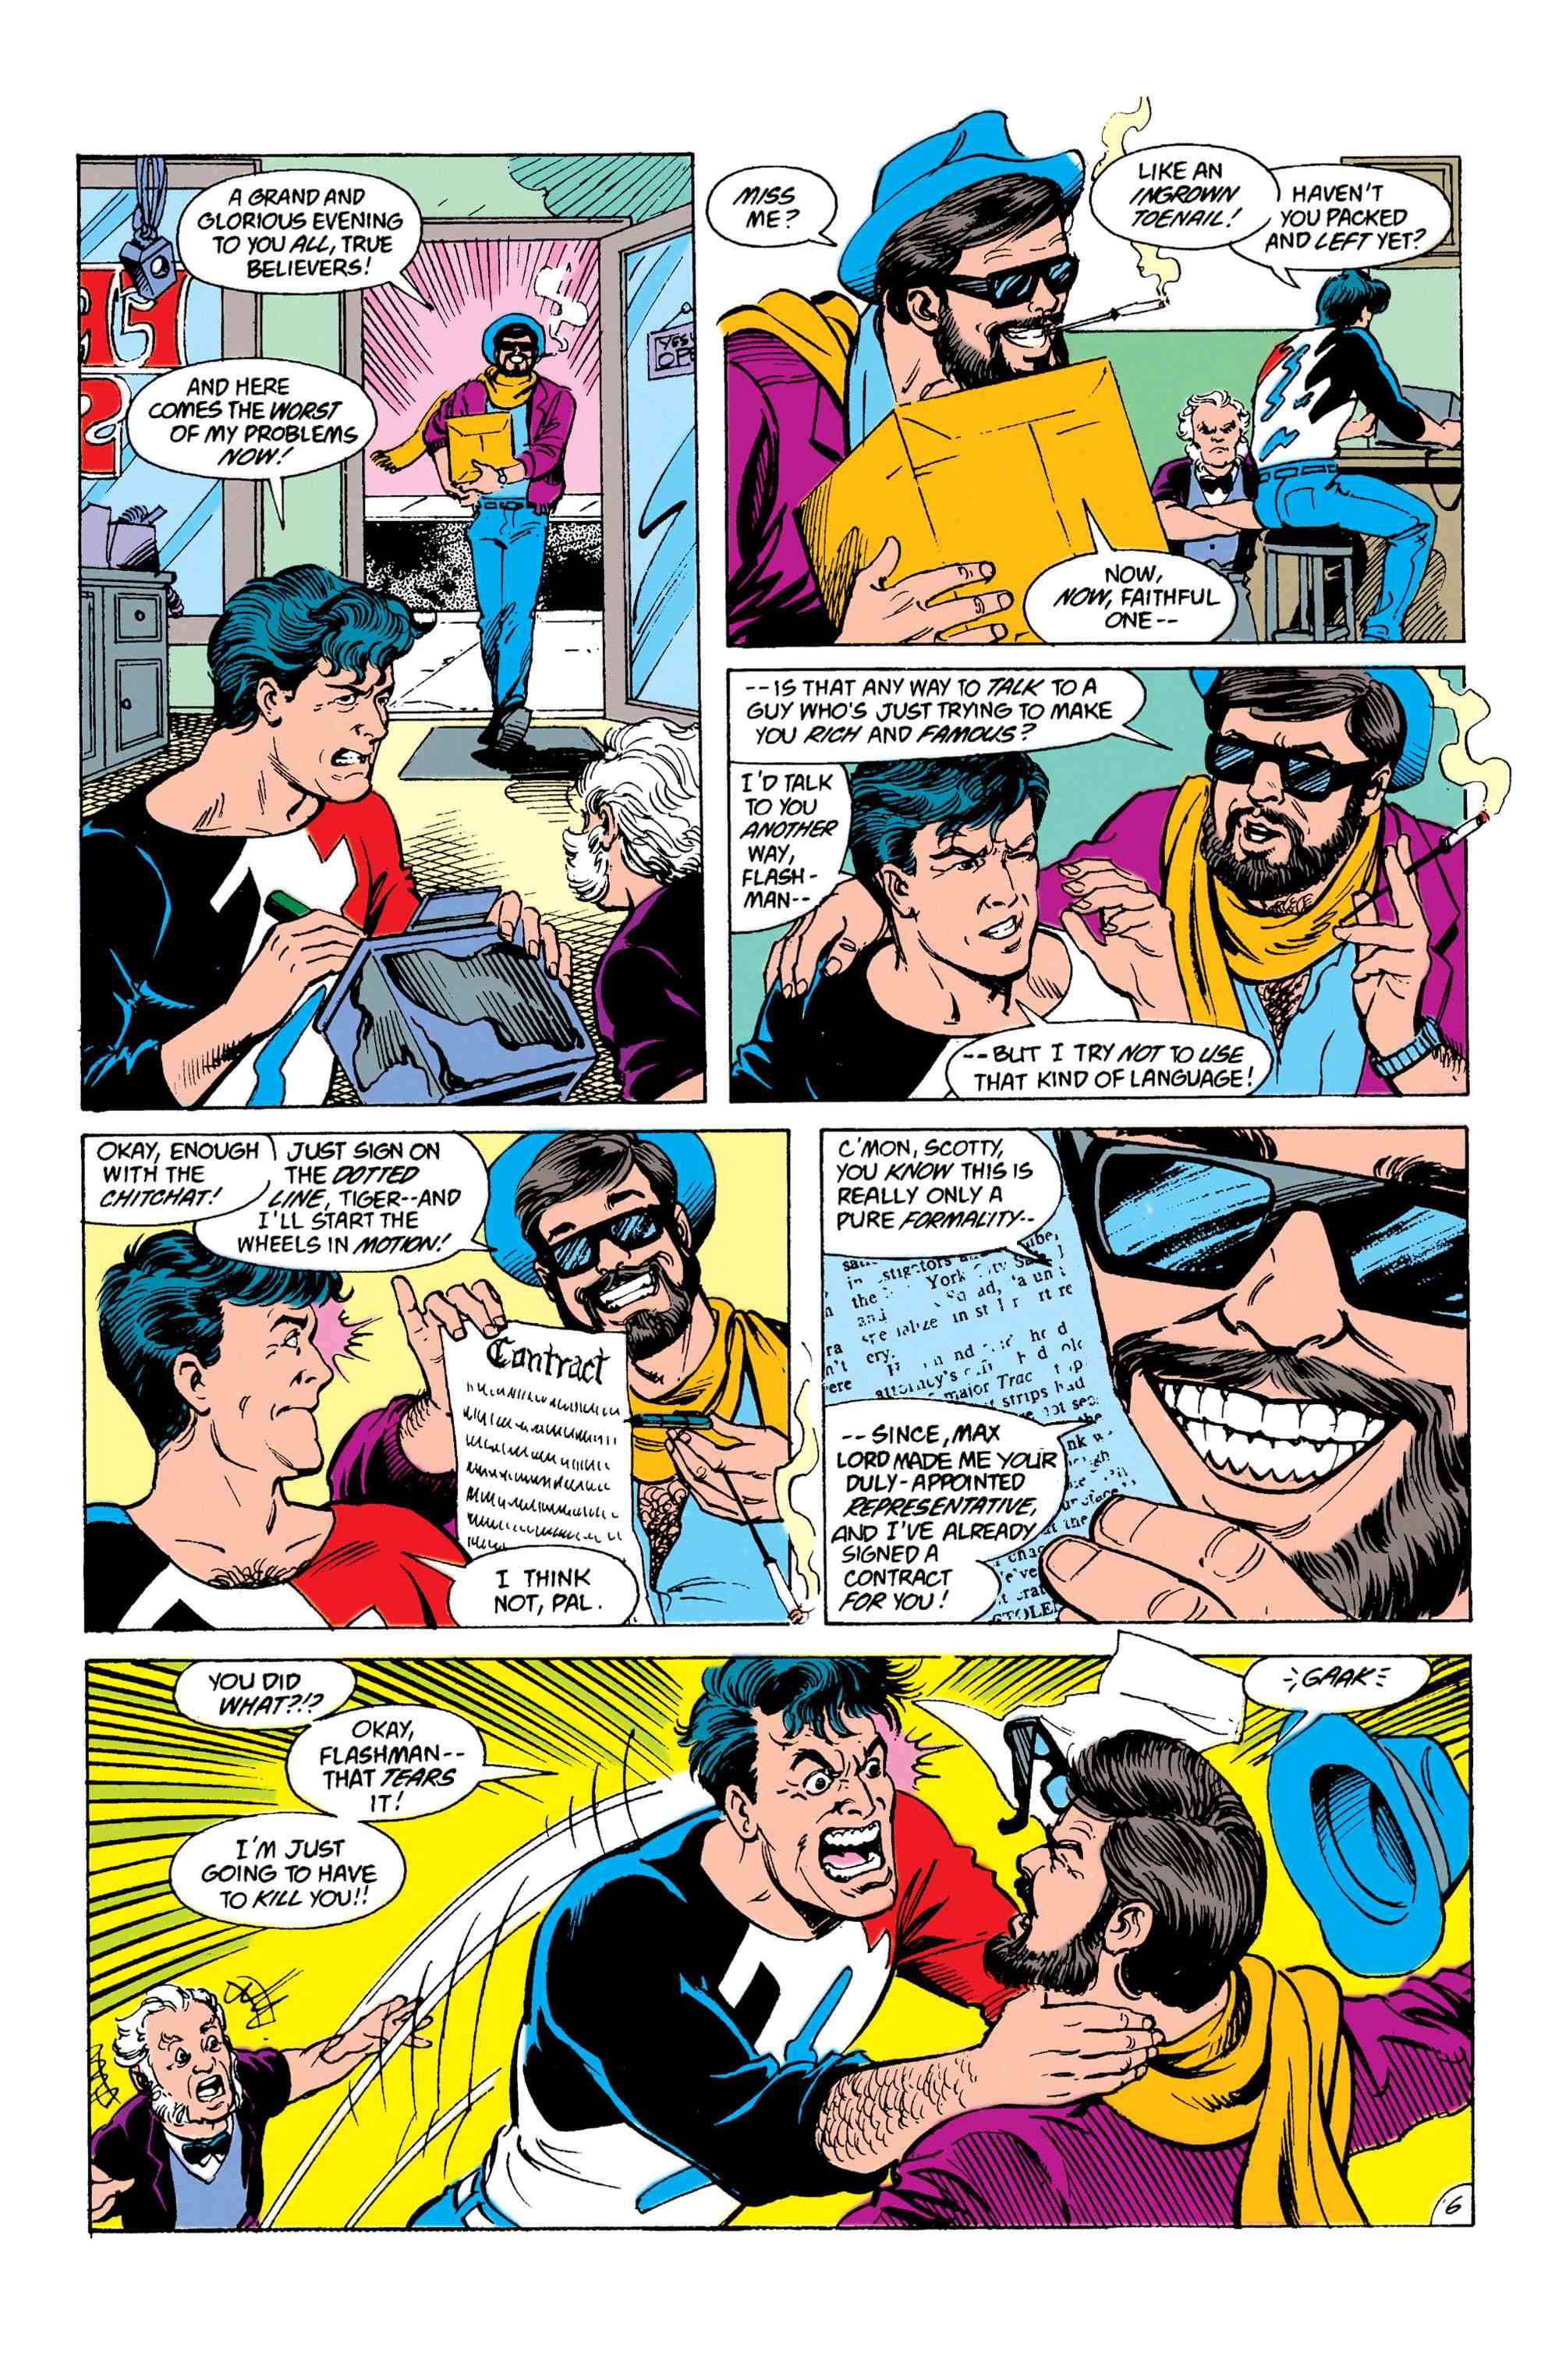 A GRAND AND
GLORIOUS EVENING
TO YOU ALL, TRUE
BELIEVERS!
AND HERE
COMES THE WORST
OF MY PROBLEMS
NOW!
MISS
ME?
LIKE AN
INGROWN
TOENAIL!
HAVEN'T
YOU PACKED
AND LEFT YET?
NOW,
NOW, FAITHFUL
ONE--
--IS THAT ANY WAY TO TALK TO A
GUY WHO'S JUST TRYING TO MAKE
YOU RICH AND FAMOUS?
I'D TALK
TO YOU
ANOTHER
WAY,
FLASH-
MAN--
--BUT I TRY NOT TO USE
THAT KIND OF LANGUAGE!
OKAY, ENOUGH
WITH THE
CHITCHAT!
JUST SIGN ON
THE DOTTED
LINE, TIGER--AND
I'LL START THE
WHEELS IN MOTION!
Contract
I THINK
NOT, PAL.
C'MON, SCOTTY,
YOU KNOW THIS IS
REALLY ONLY A
PURE FORMALITY--
York
major Trac
strips had
--SINCE, MAX
LORD MADE ME YOUR
DULY-APPOINTED
REPRESENTATIVE,
AND I'VE ALREADY
SIGNED A
CONTRACT
FOR YOU!
YOU DID
WHAT?!?
OKAY,
FLASHMAN--
THAT TEARS
IT!
I'M JUST
GOING TO HAVE
TO KILL YOU!!
GAAK
6